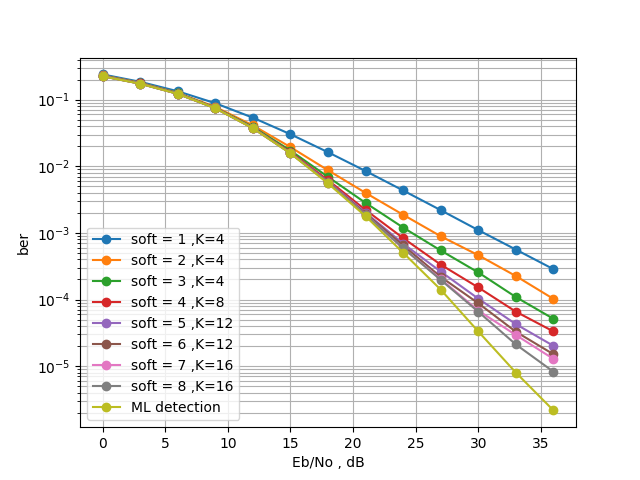 10⁻¹
10⁻²
10⁻³
10⁻⁴
10⁻⁵
ber
soft = 1 ,K=4
soft = 2 ,K=4
soft = 3 ,K=4
soft = 4 ,K=8
soft = 5 ,K=12
soft = 6 ,K=12
soft = 7 ,K=16
soft = 8 ,K=16
ML detection
0 5 10 15 20 25 30 35
Eb/No , dB